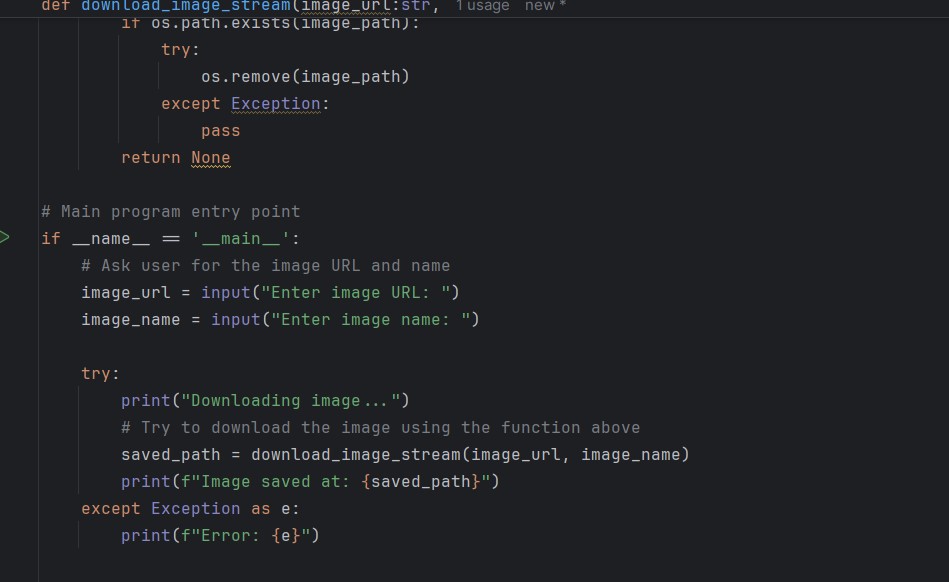 def download_image_stream(image_url:str, 1 usage new *
        if os.path.exists(image_path):
            try:
                os.remove(image_path)
            except Exception:
                pass
        return None
# Main program entry point
if __name__ == '__main__':
    # Ask user for the image URL and name
    image_url = input("Enter image URL: ")
    image_name = input("Enter image name: ")
    try:
        print("Downloading image...")
        # Try to download the image using the function above
        saved_path = download_image_stream(image_url, image_name)
        print(f"Image saved at: {saved_path}")
    except Exception as e:
        print(f"Error: {e}")